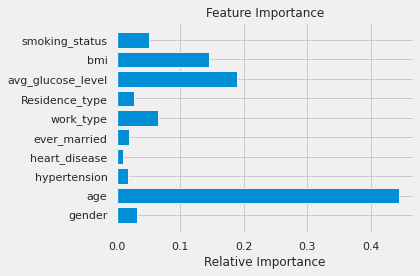 Feature Importance
smoking_status
bmi
avg_glucose_level
Residence_type
work_type
ever_married
heart_disease
hypertension
age
gender
0.0 0.1 0.2 0.3 0.4
Relative Importance